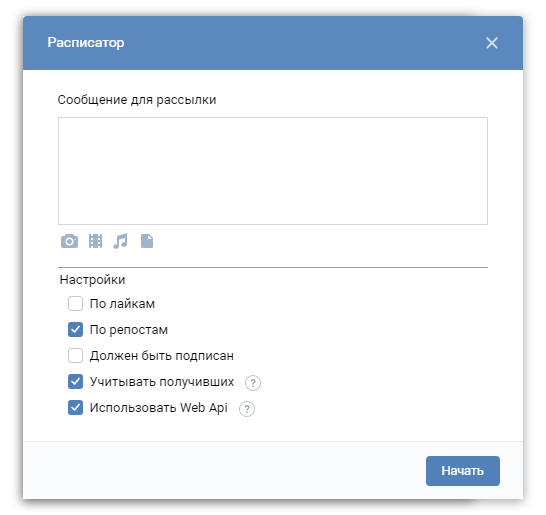 Расписатор
Сообщение для рассылки
Настройки
По лайкам
По репостам
Должен быть подписан
Учитывать получивших ?
Использовать Web Api ?
Начать